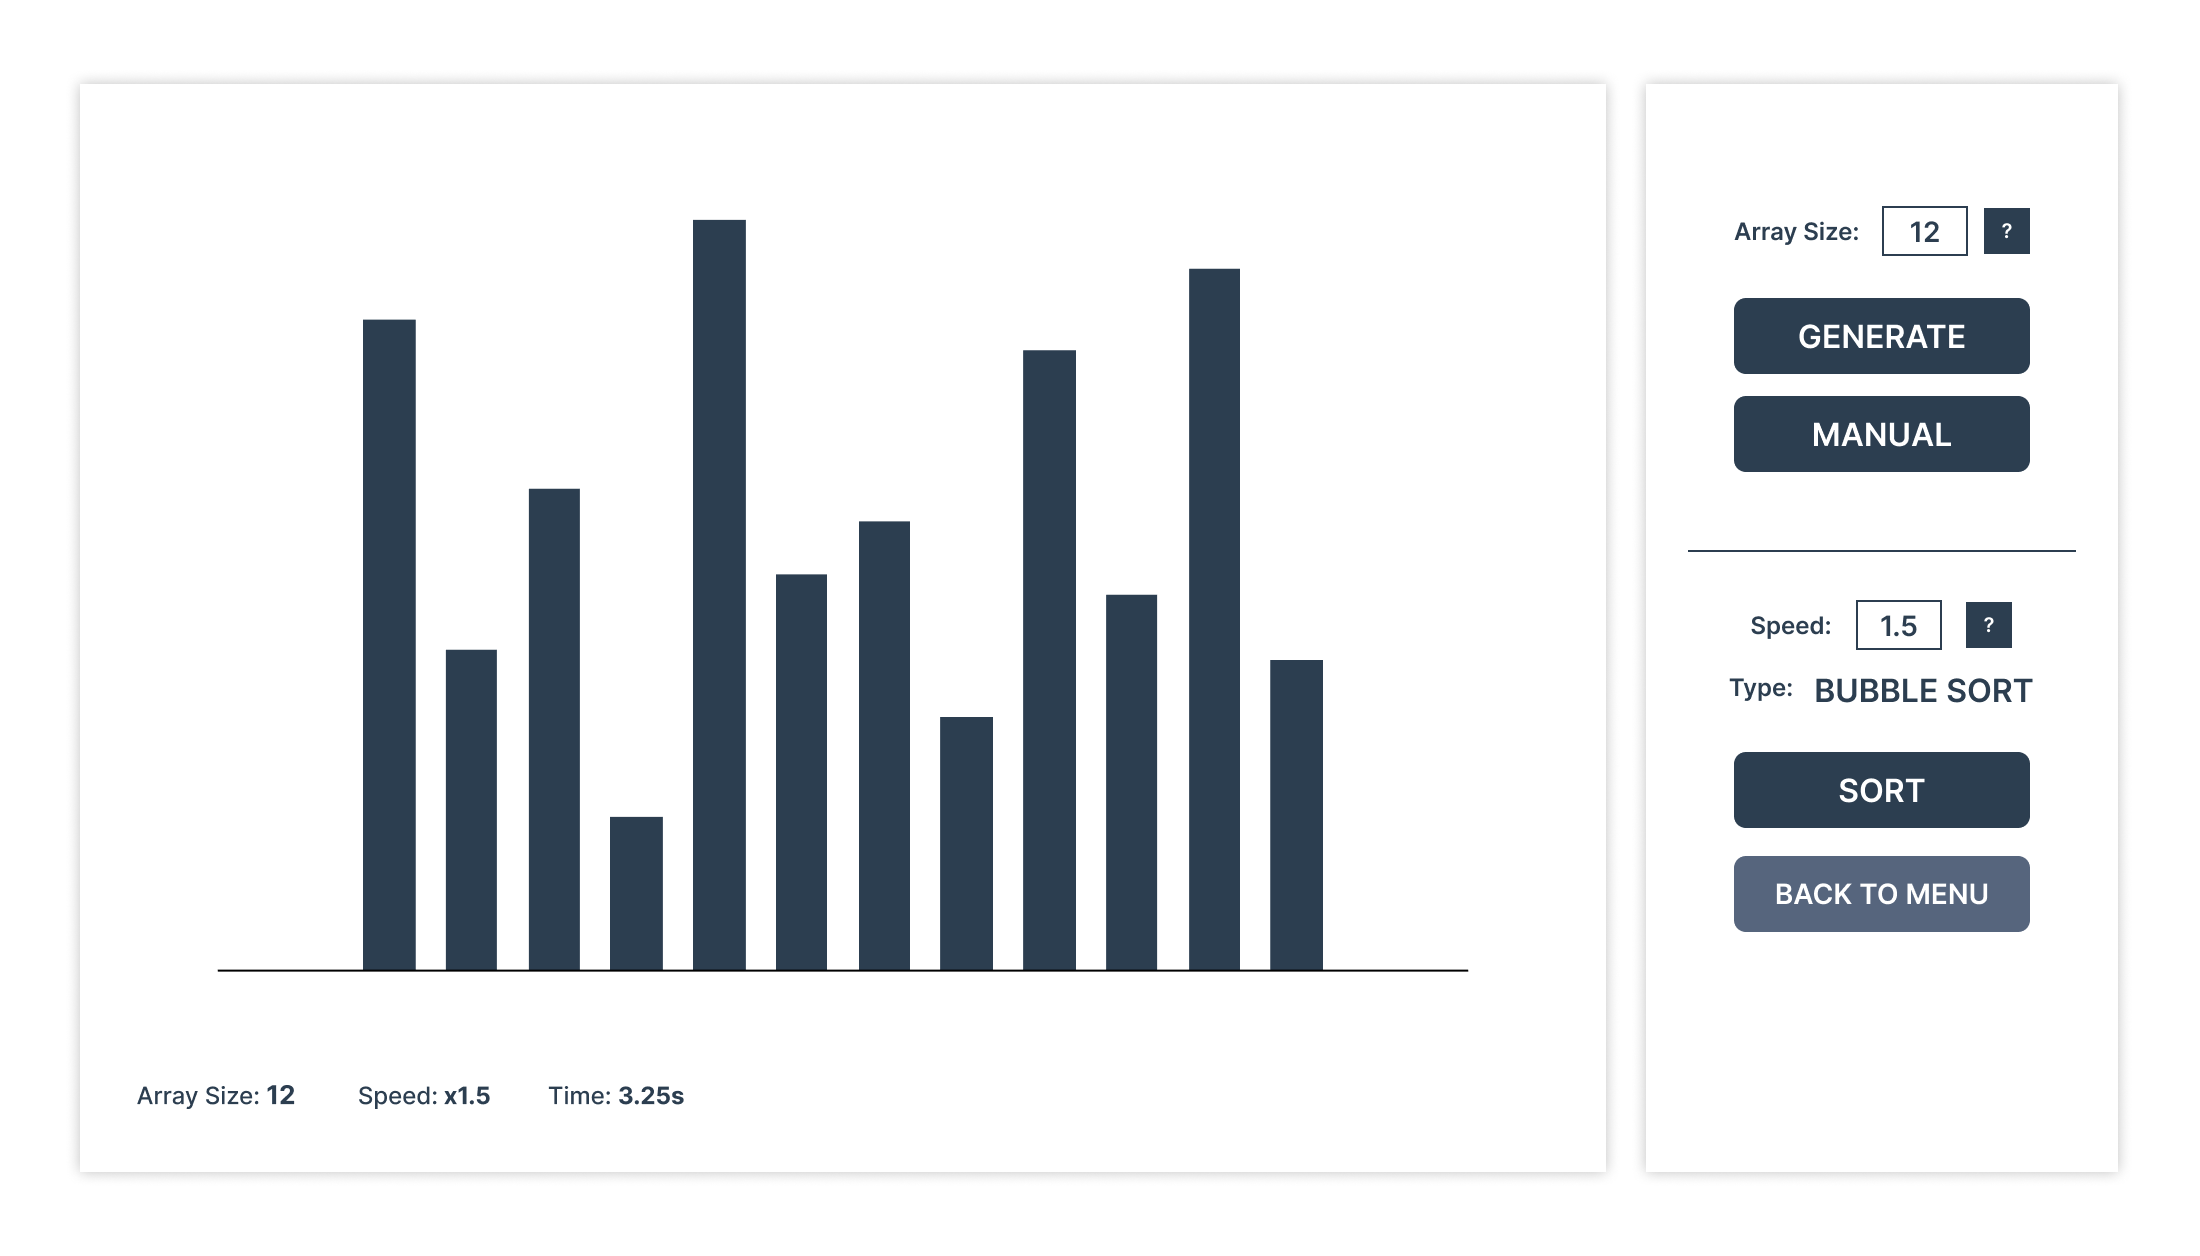 Array Size: 12 ?
GENERATE
MANUAL
Speed: 1.5 ?
Type: BUBBLE SORT
SORT
BACK TO MENU
Array Size: 12 Speed: x1.5 Time: 3.25s